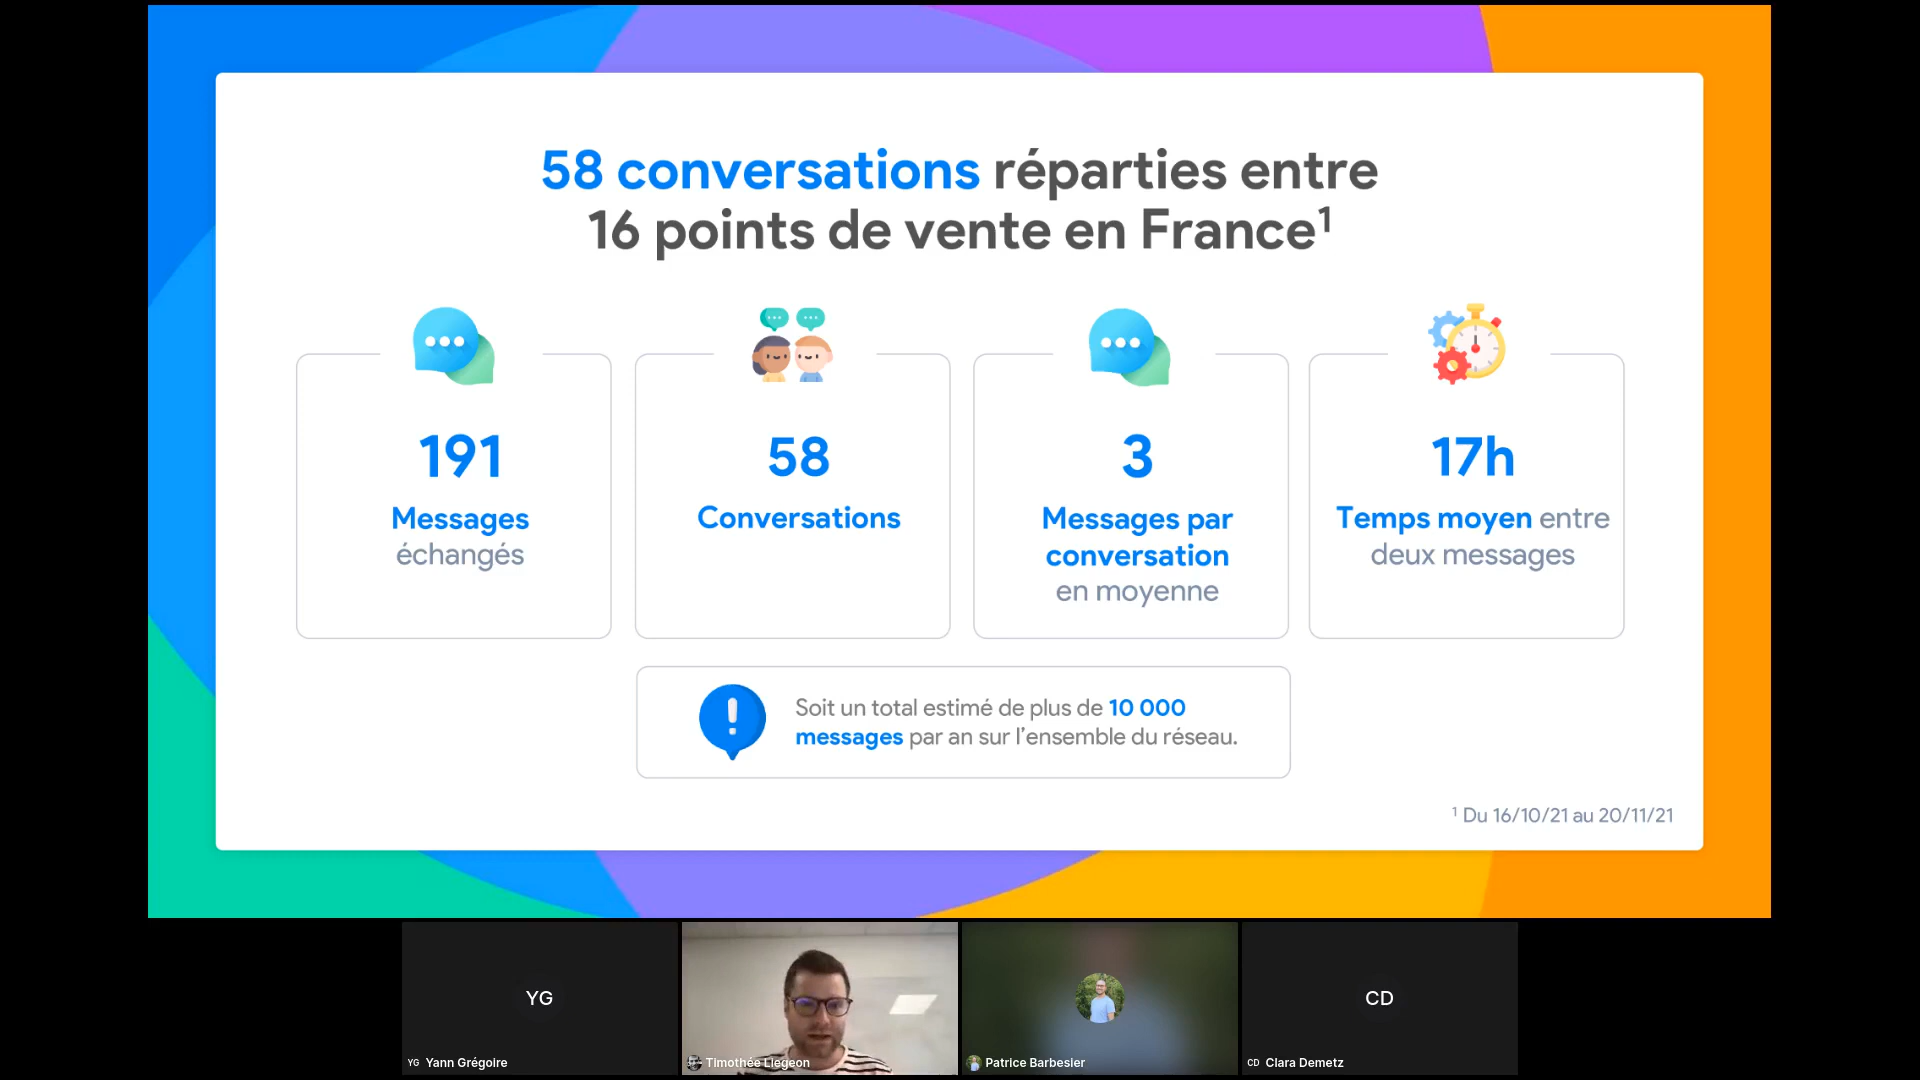 58 conversations réparties entre
16 points de vente en France¹
191
Messages
échangés
58
Conversations
3
Messages par
conversation
en moyenne
17h
Temps moyen entre
deux messages
Soit un total estimé de plus de 10 000
messages par an sur l’ensemble du réseau.
¹ Du 16/10/21 au 20/11/21
YG
YG Yann Grégoire
Timothée Liegeon
Patrice Barbesier
CD
CD Clara Demetz